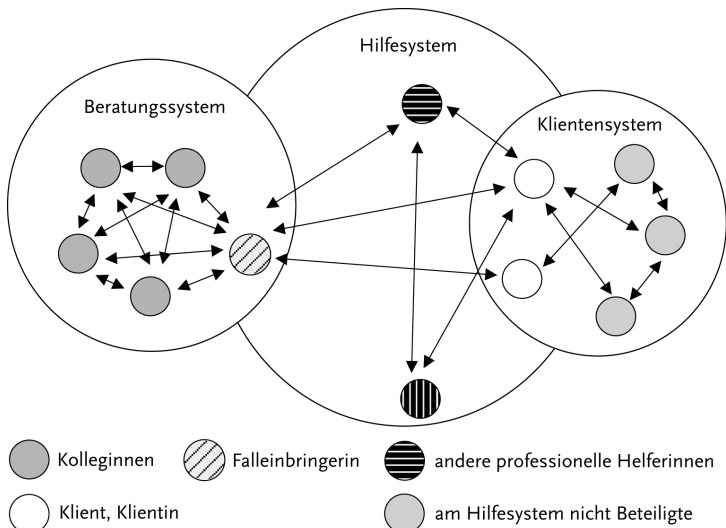 Hilfesystem
Beratungssystem
Klientensystem
Kolleginnen
Falleinbringerin
andere professionelle Helferinnen
Klient, Klientin
am Hilfesystem nicht Beteiligte